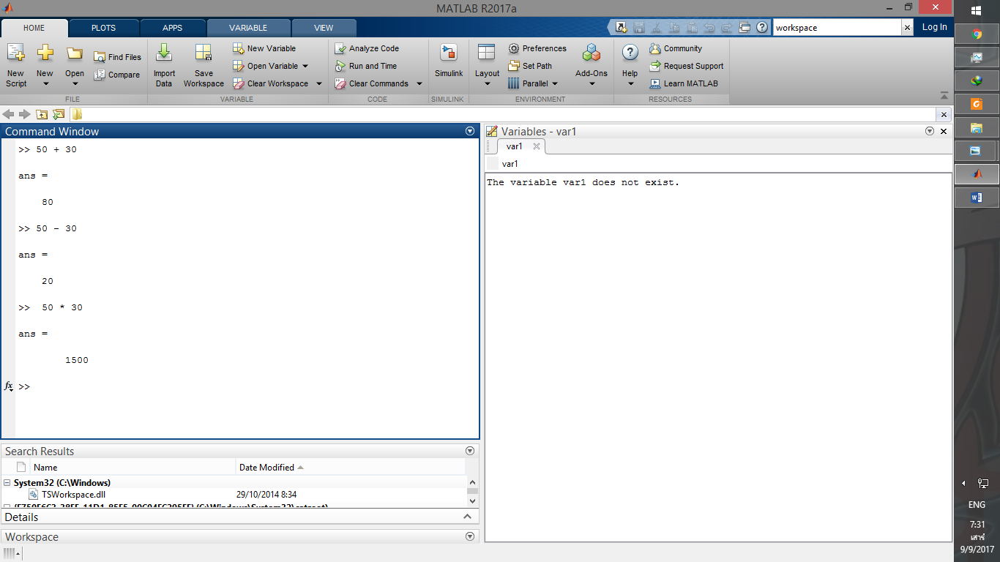 MATLAB R2017a
HOME PLOTS APPS VARIABLE VIEW
workspace
Log In
New Script
New
Open
Find Files
Compare
FILE
Import Data
Save Workspace
New Variable
Open Variable
Clear Workspace
VARIABLE
Analyze Code
Run and Time
Clear Commands
CODE
Simulink
SIMULINK
Layout
Preferences
Set Path
Parallel
Add-Ons
ENVIRONMENT
Help
Community
Request Support
Learn MATLAB
RESOURCES
Command Window
>> 50 + 30
ans =
80
>> 50 - 30
ans =
20
>>  50 * 30
ans =
1500
fx >>
Variables - var1
var1
var1
The variable var1 does not exist.
Search Results
Name Date Modified
System32 (C:\Windows)
TSWorkspace.dll 29/10/2014 8:34
Details
Workspace
ENG
7:31
เสาร์
9/9/2017